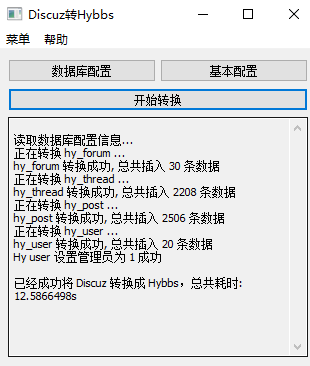 Discuz转Hybbs
菜单 帮助
数据库配置 基本配置
开始转换
读取数据库配置信息...
正在转换 hy_forum ...
hy_forum 转换成功, 总共插入 30 条数据
正在转换 hy_thread ...
hy_thread 转换成功, 总共插入 2208 条数据
正在转换 hy_post ...
hy_post 转换成功, 总共插入 2506 条数据
正在转换 hy_user ...
hy_user 转换成功, 总共插入 20 条数据
Hy user 设置管理员为 1 成功
已经成功将 Discuz 转换成 Hybbs，总共耗时:
12.5866498s